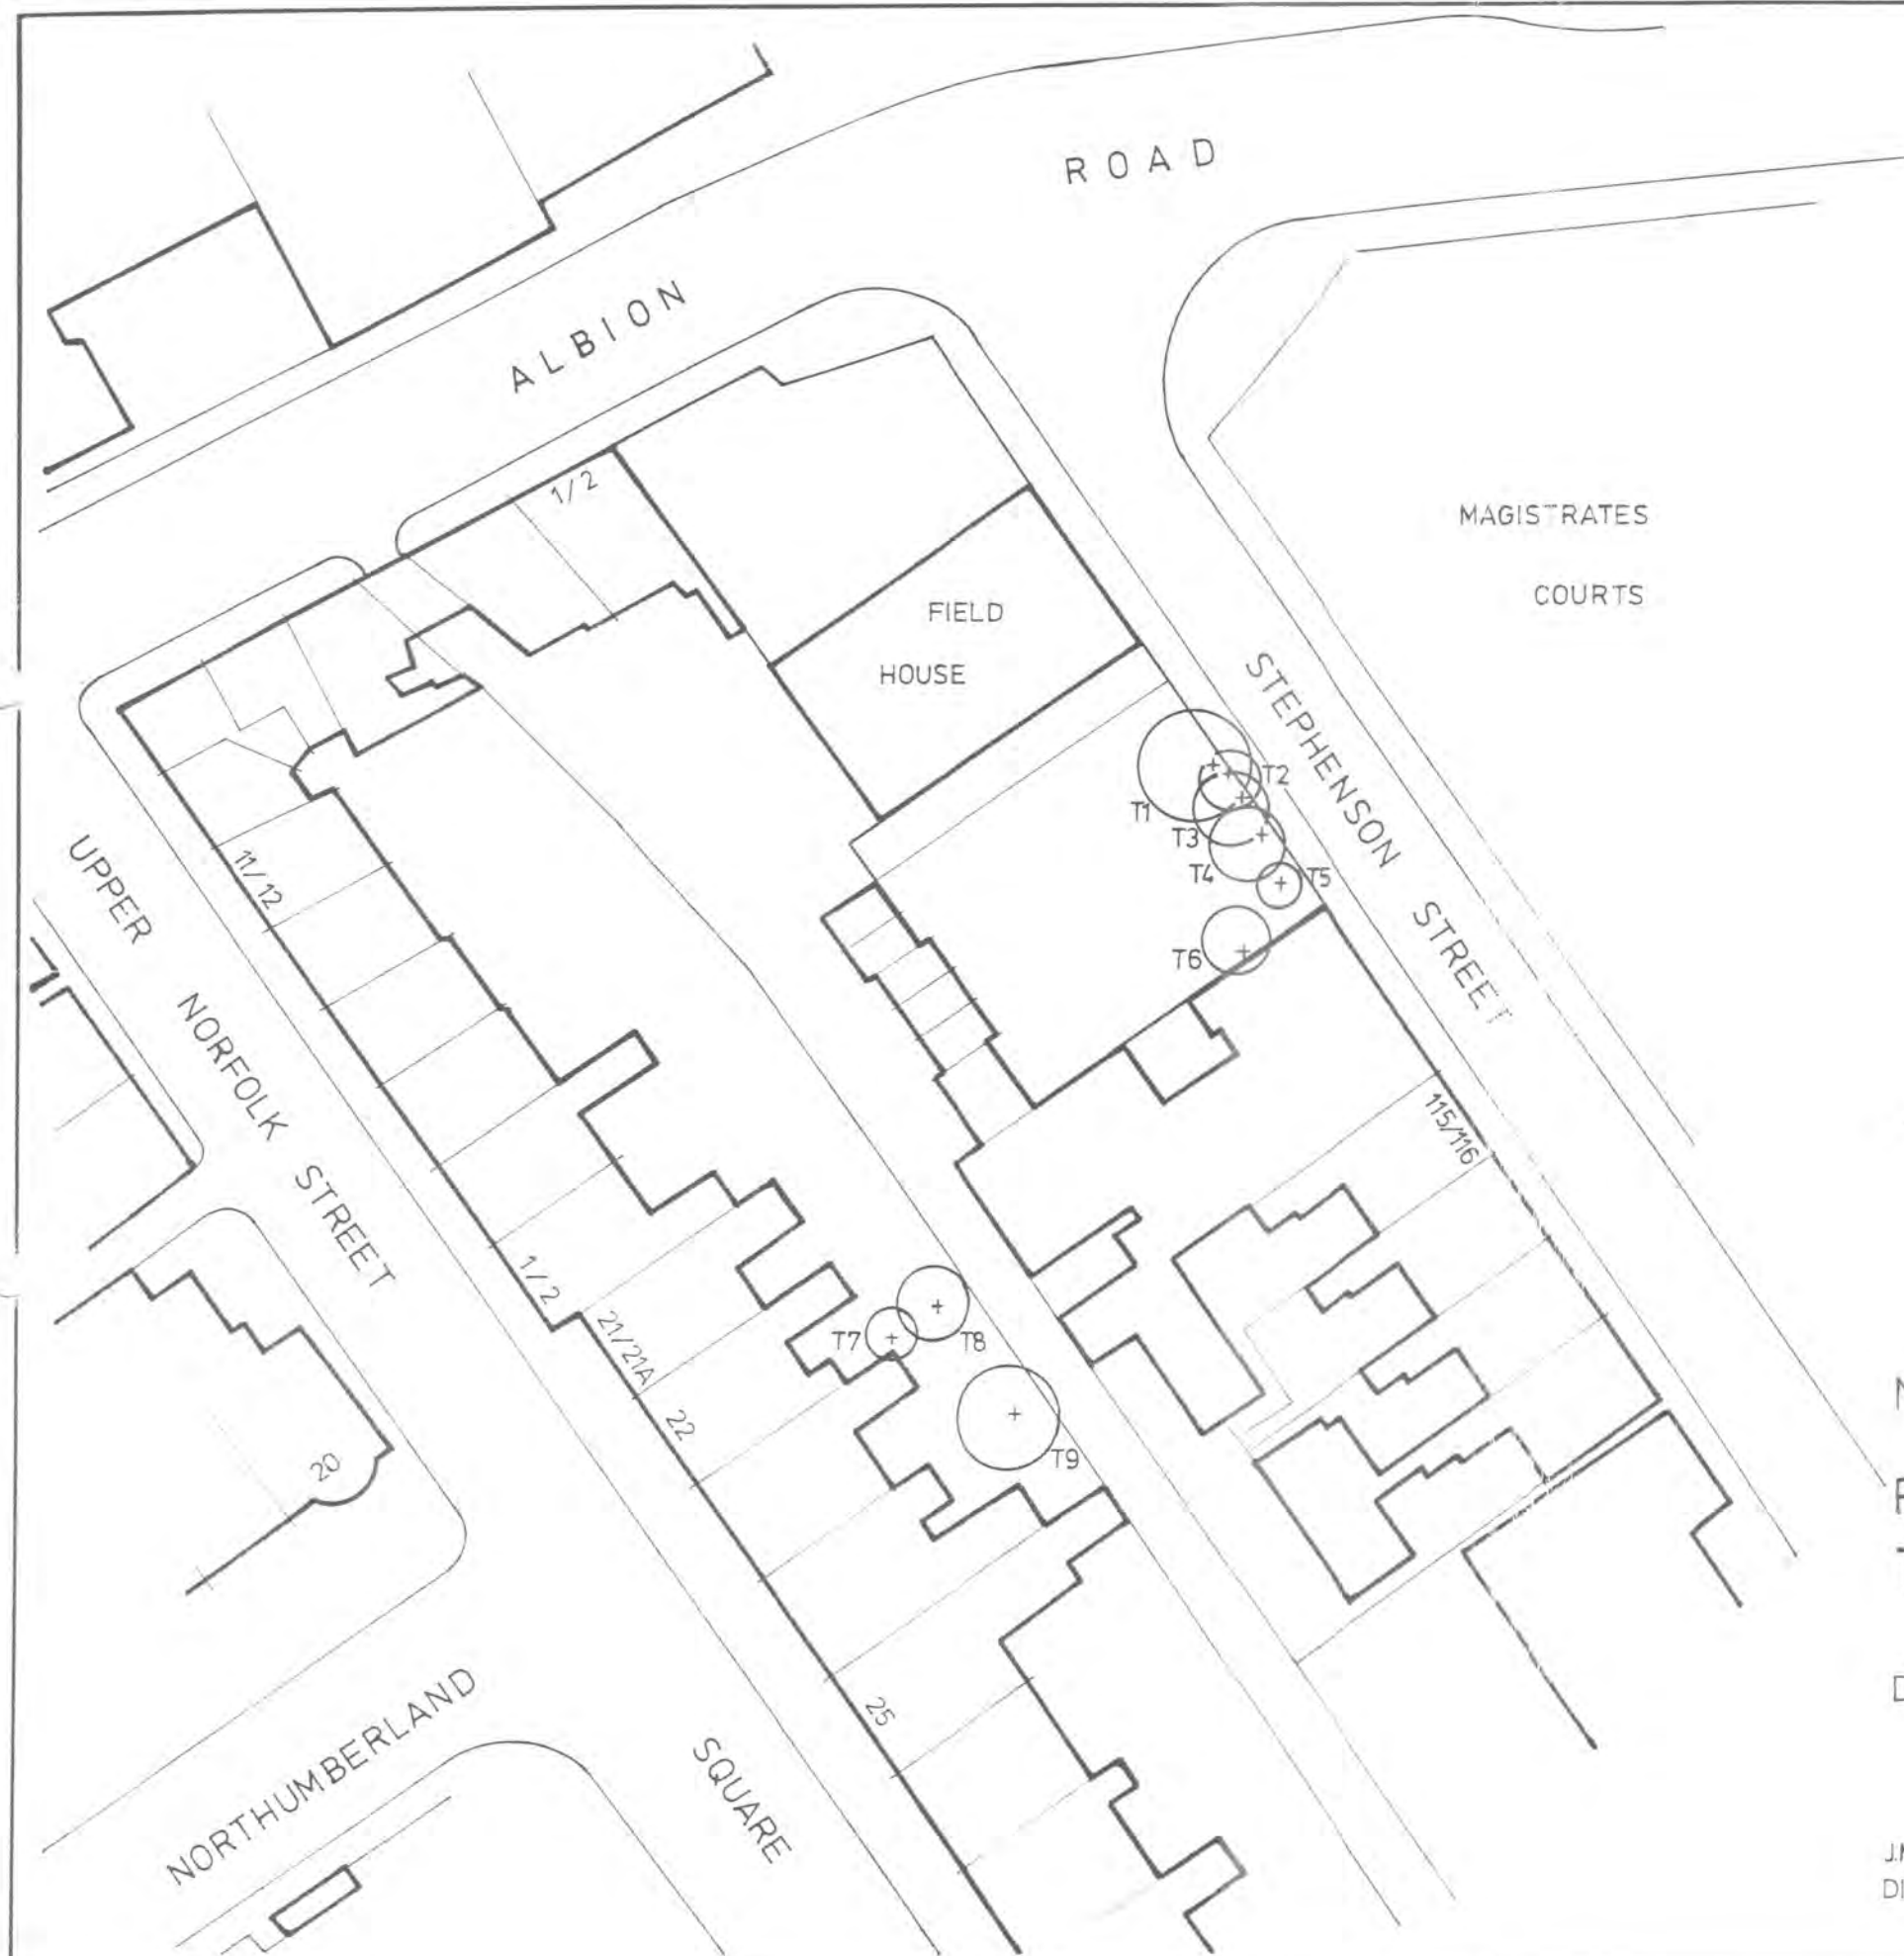 ROAD
ALBION
1/2
MAGISTRATES
COURTS
FIELD
HOUSE
STEPHENSON STREET
T1
T2
T3
T4
T5
T6
11/12
UPPER NORFOLK STREET
115/116
1/2
21/21A
22
T7
T8
T9
20
25
NORTHUMBERLAND SQUARE